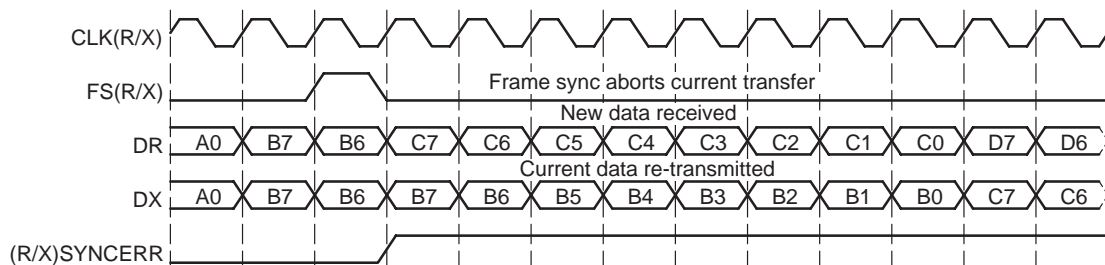 CLK(R/X)
FS(R/X)
Frame sync aborts current transfer
New data received
DR A0 B7 B6 C7 C6 C5 C4 C3 C2 C1 C0 D7 D6
Current data re-transmitted
DX A0 B7 B6 B7 B6 B5 B4 B3 B2 B1 B0 C7 C6
(R/X)SYNCERR